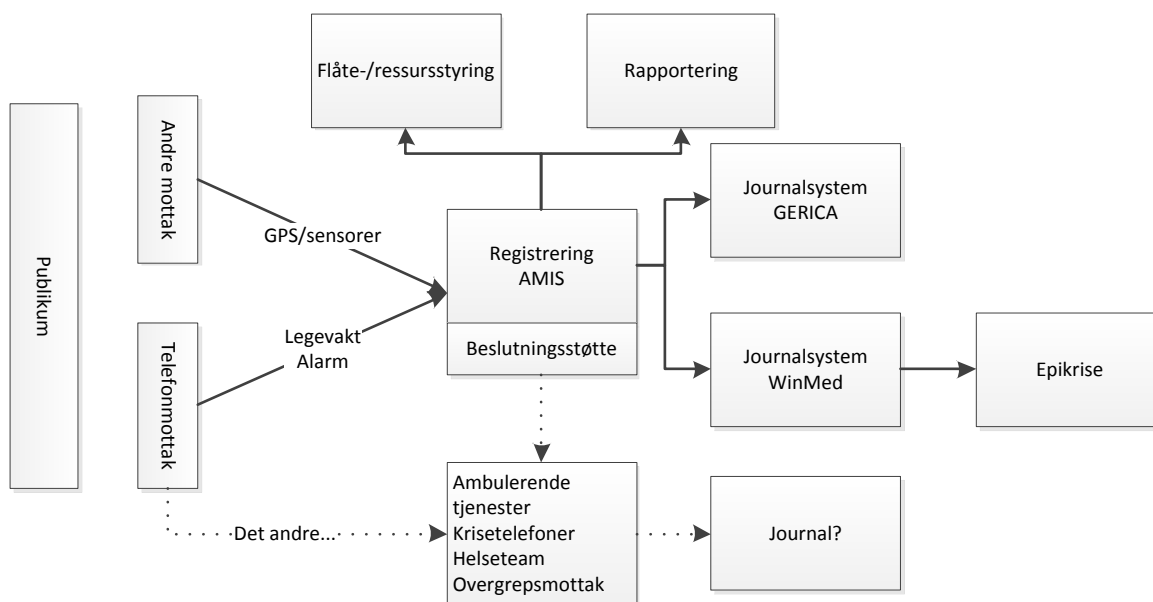 Flåte-/ressursstyring
Rapportering
Publikum
Andre mottak
GPS/sensorer
Journalsystem
GERICA
Registrering
AMIS
Beslutningsstøtte
Telefonmottak
Legevakt
Alarm
Journalsystem
WinMed
Epikrise
Det andre...
Ambulerende
tjenester
Krisetelefoner
Helseteam
Overgrepsmottak
Journal?